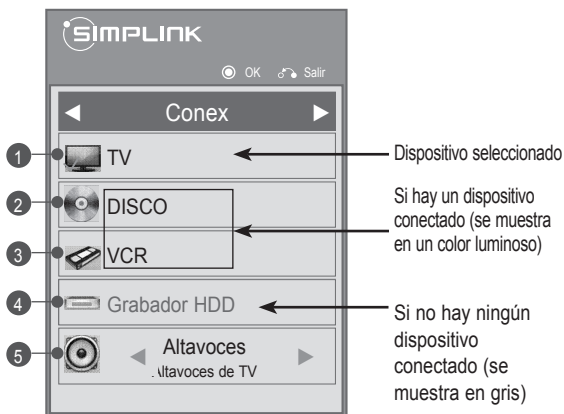 SIMPLINK
OK Salir
Conex
1 TV
2 DISCO
3 VCR
4 Grabador HDD
5 Altavoces
Altavoces de TV
Dispositivo seleccionado
Si hay un dispositivo
conectado (se muestra
en un color luminoso)
Si no hay ningún
dispositivo
conectado (se
muestra en gris)